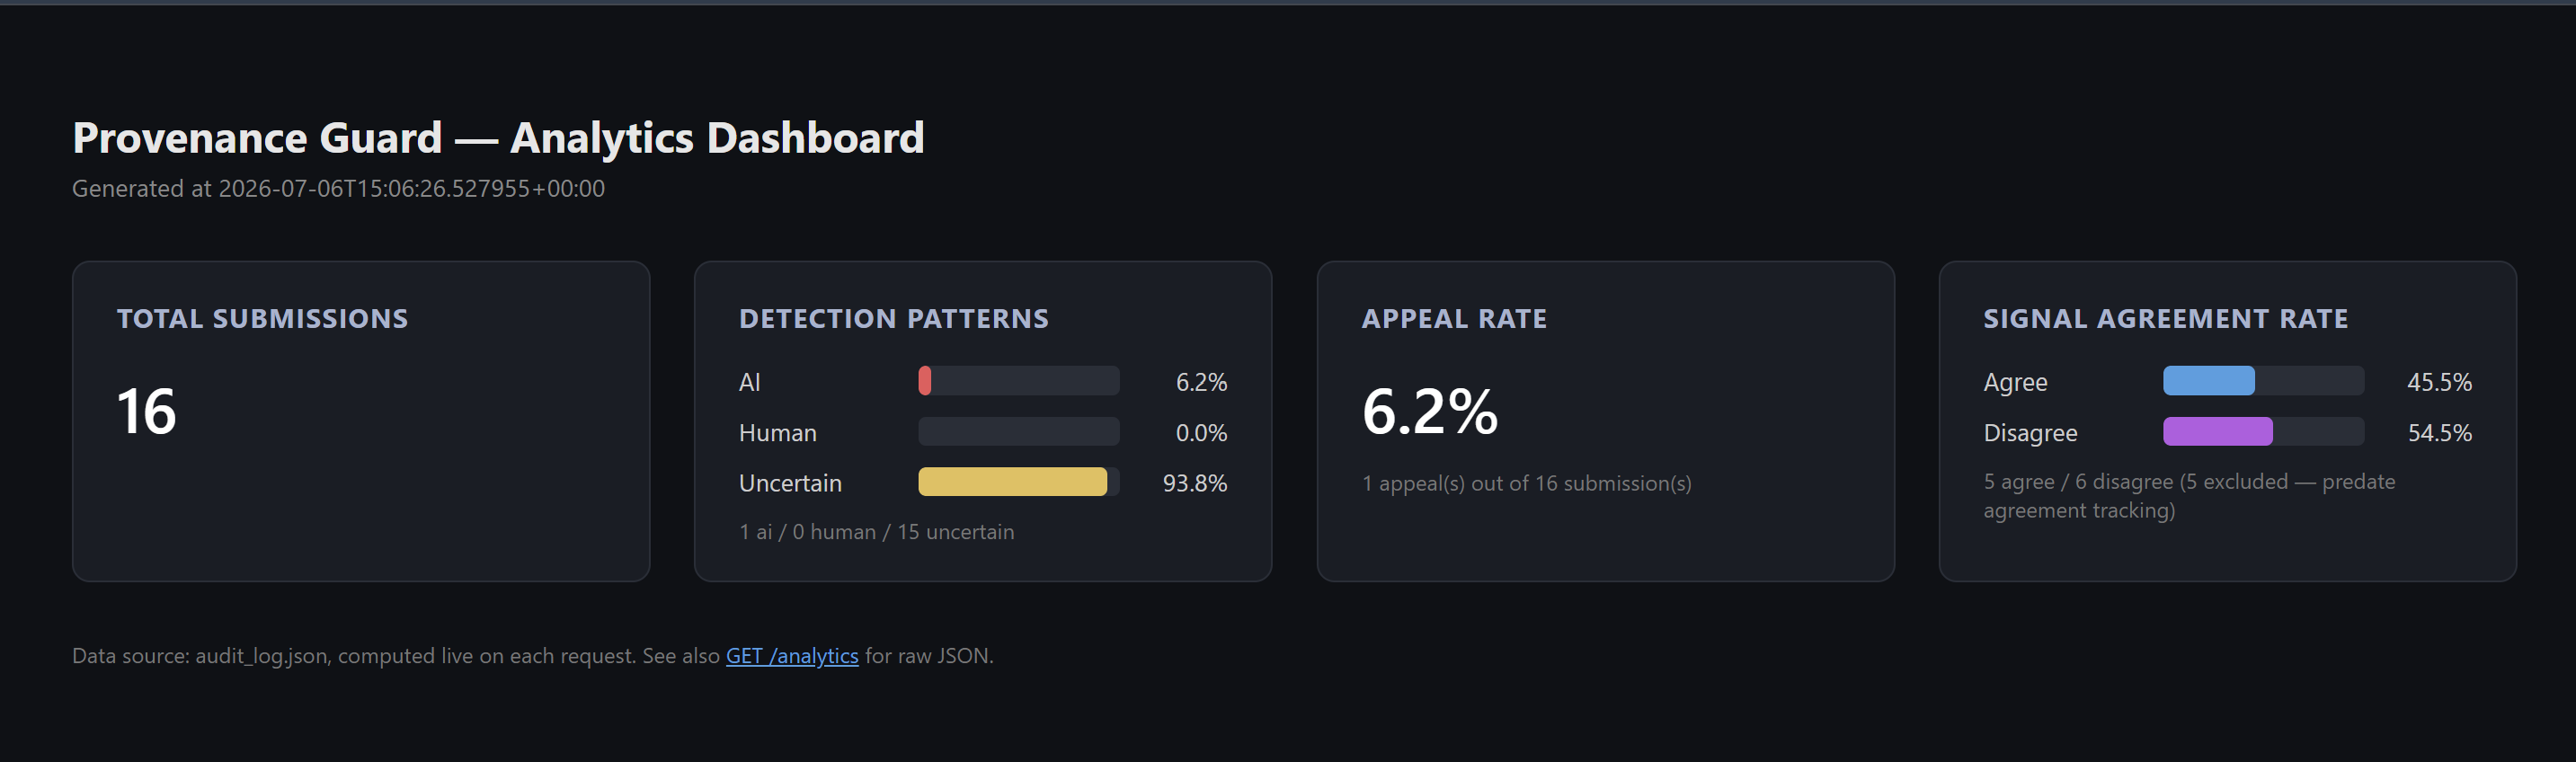 Provenance Guard — Analytics Dashboard
Generated at 2026-07-06T15:06:26.527955+00:00
TOTAL SUBMISSIONS
16
DETECTION PATTERNS
AI 6.2%
Human 0.0%
Uncertain 93.8%
1 ai / 0 human / 15 uncertain
APPEAL RATE
6.2%
1 appeal(s) out of 16 submission(s)
SIGNAL AGREEMENT RATE
Agree 45.5%
Disagree 54.5%
5 agree / 6 disagree (5 excluded — predate
agreement tracking)
Data source: audit_log.json, computed live on each request. See also GET /analytics for raw JSON.